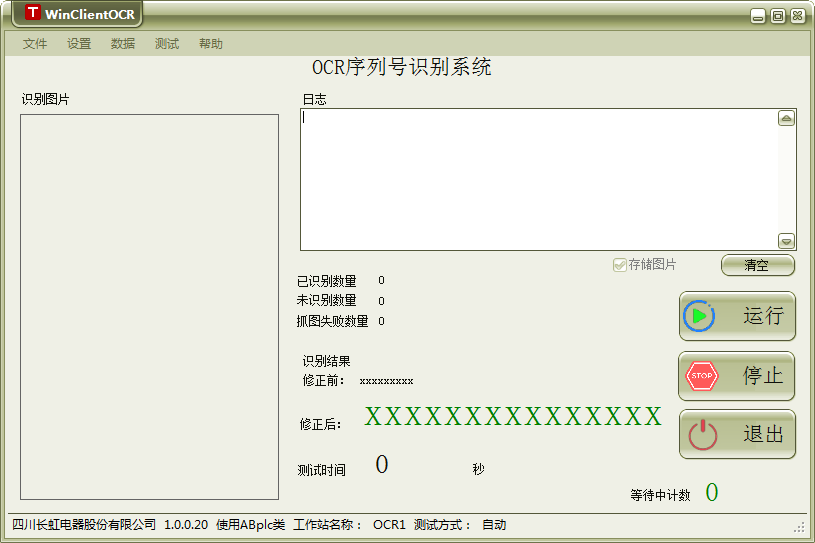 T WinClientOCR
文件 设置 数据 测试 帮助
OCR序列号识别系统
识别图片
日志
存储图片 清空
已识别数量 0
未识别数量 0
抓图失败数量 0
运行
识别结果
修正前: xxxxxxxxx
STOP 停止
修正后: XXXXXXXXXXXXXXX
退出
测试时间 0 秒
等待中计数 0
四川长虹电器股份有限公司 1.0.0.20 使用ABplc类 工作站名称： OCR1 测试方式： 自动